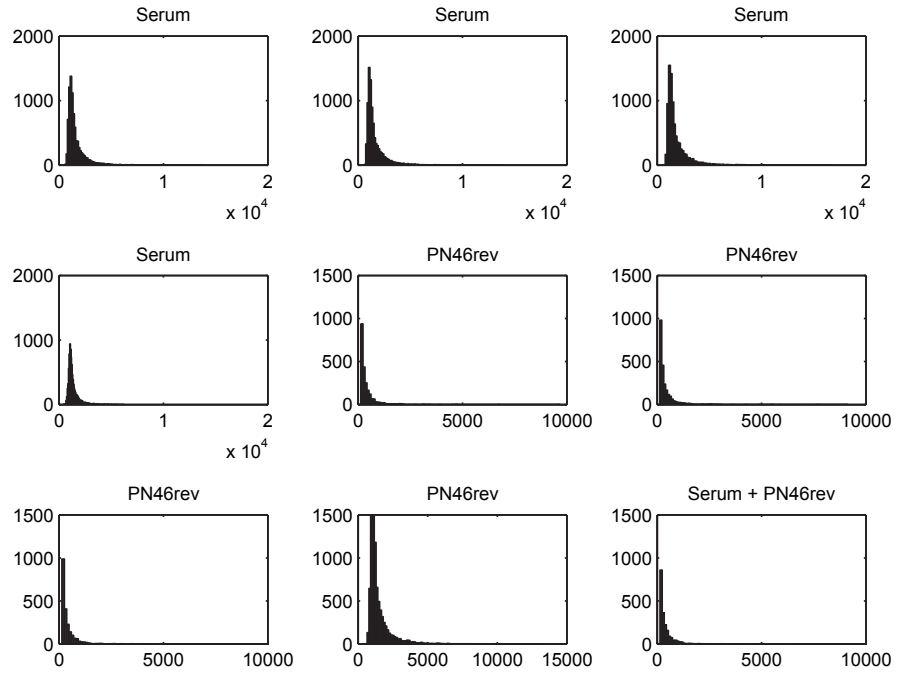 Serum Serum Serum
2000 2000 2000
1000 1000 1000
0 0 0
0 1 2 0 1 2 0 1 2
x 10^4 x 10^4 x 10^4
Serum PN46rev PN46rev
2000 1500 1500
1000 1000
1000
500 500
0 0 0
0 1 2 0 5000 10000 0 5000 10000
x 10^4
PN46rev PN46rev Serum + PN46rev
1500 1500 1500
1000 1000 1000
500 500 500
0 0 0
0 5000 10000 0 5000 10000 15000 0 5000 10000